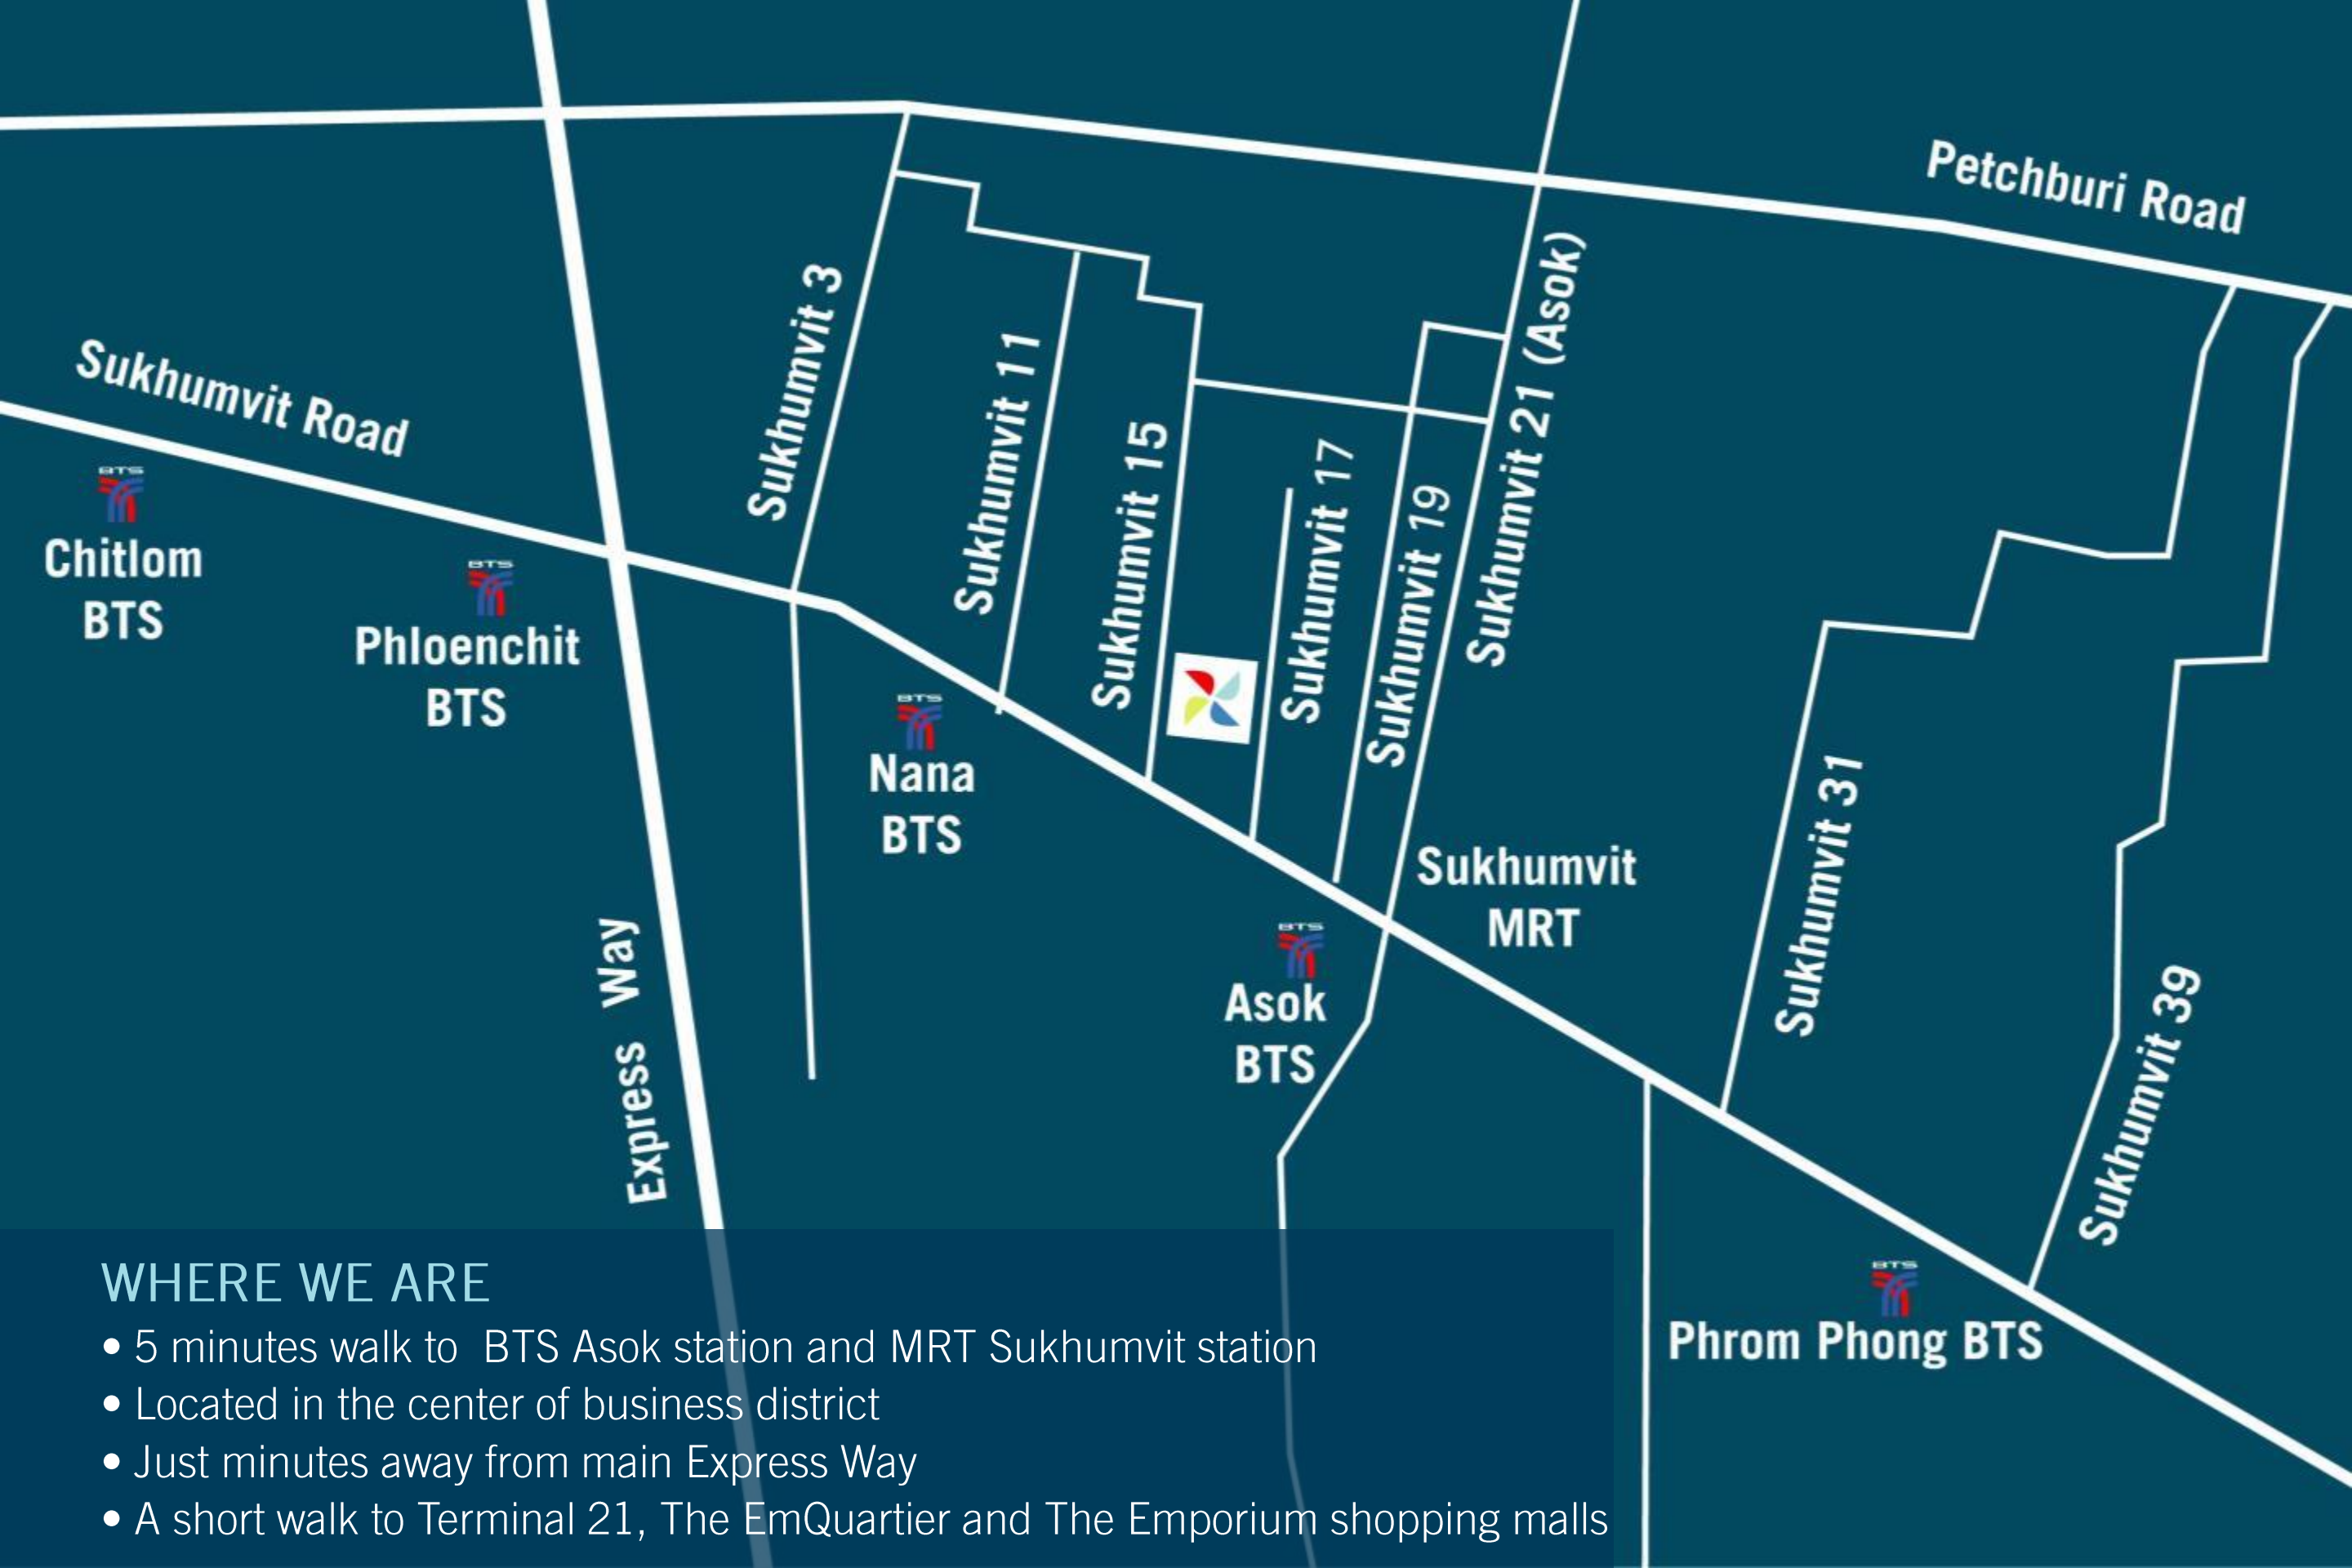 Petchburi Road
Sukhumvit Road
Sukhumvit 3
Sukhumvit 11
Sukhumvit 15
Sukhumvit 17
Sukhumvit 19
Sukhumvit 21 (Asok)
Sukhumvit 31
Sukhumvit 39
Express Way
BTS
Chitlom
BTS
BTS
Phloenchit
BTS
BTS
Nana
BTS
Sukhumvit
MRT
BTS
Asok
BTS
BTS
Phrom Phong BTS
WHERE WE ARE
• 5 minutes walk to BTS Asok station and MRT Sukhumvit station
• Located in the center of business district
• Just minutes away from main Express Way
• A short walk to Terminal 21, The EmQuartier and The Emporium shopping malls